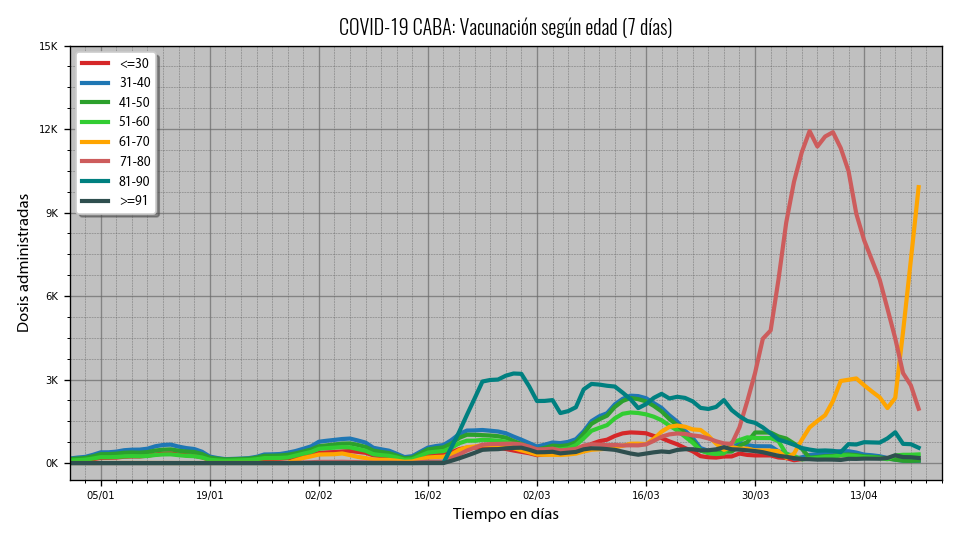 COVID-19 CABA: Vacunación según edad (7 días)
15K
12K
9K
6K
3K
0K
Dosis administradas
<=30
31-40
41-50
51-60
61-70
71-80
81-90
>=91
05/01
19/01
02/02
16/02
02/03
16/03
30/03
13/04
Tiempo en días